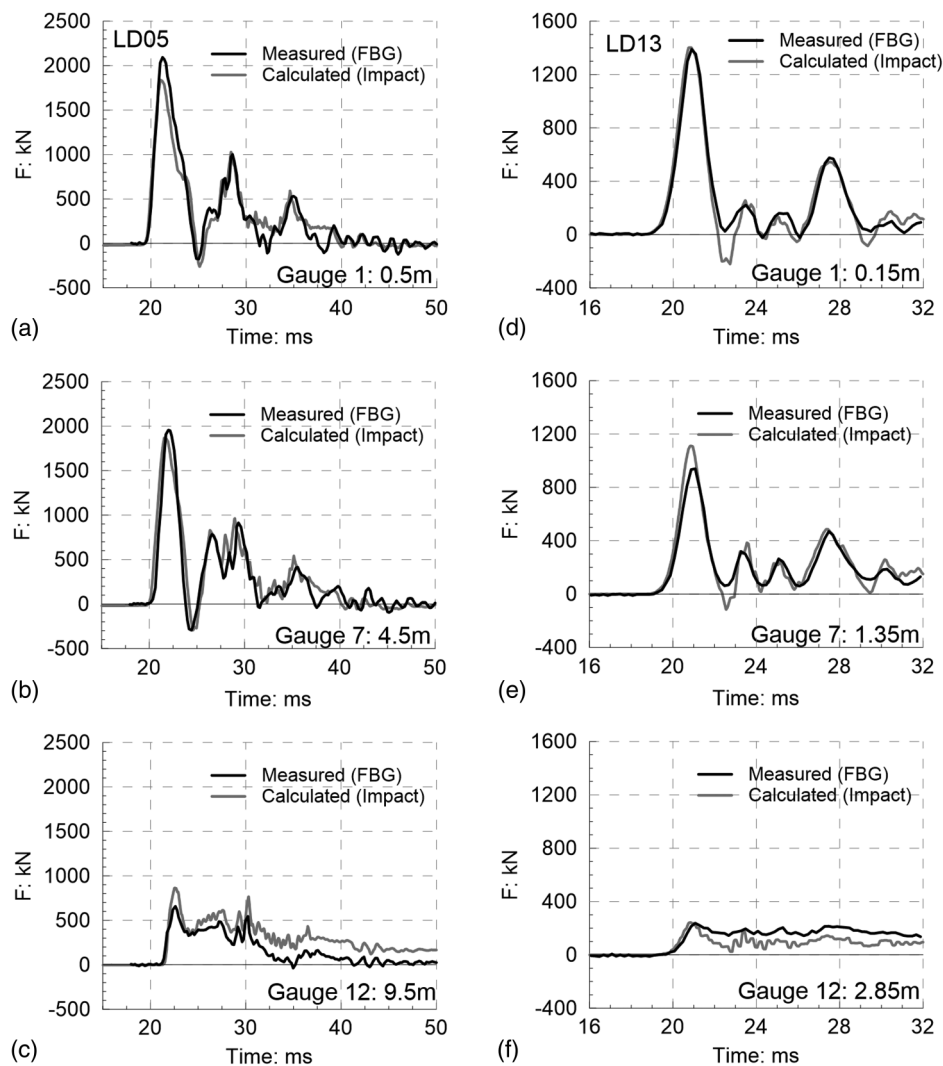 2500
2000
1500
1000
500
0
-500
F: kN
LD05
Measured (FBG)
Calculated (Impact)
Gauge 1: 0.5m
20 30 40 50
Time: ms
(a)
1600
1200
800
400
0
-400
F: kN
LD13
Measured (FBG)
Calculated (Impact)
Gauge 1: 0.15m
16 20 24 28 32
Time: ms
(d)
2500
2000
1500
1000
500
0
-500
F: kN
Measured (FBG)
Calculated (Impact)
Gauge 7: 4.5m
20 30 40 50
Time: ms
(b)
1600
1200
800
400
0
-400
F: kN
Measured (FBG)
Calculated (Impact)
Gauge 7: 1.35m
16 20 24 28 32
Time: ms
(e)
2500
2000
1500
1000
500
0
-500
F: kN
Measured (FBG)
Calculated (Impact)
Gauge 12: 9.5m
20 30 40 50
Time: ms
(c)
1600
1200
800
400
0
-400
F: kN
Measured (FBG)
Calculated (Impact)
Gauge 12: 2.85m
16 20 24 28 32
Time: ms
(f)